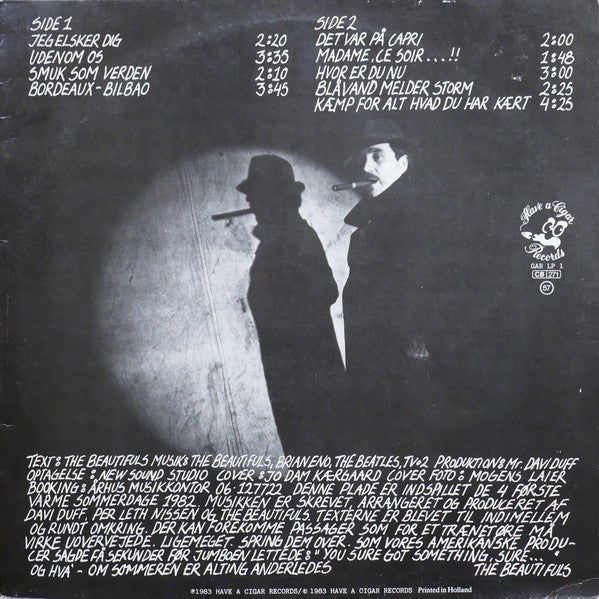 SIDE 1
JEG ELSKER DIG 2:20
UDENOM OS 3:35
SMUK SOM VERDEN 2:10
BORDEAUX - BILBAO 3:45
SIDE 2
DET VAR PÅ CAPRI 2:00
MADAME, CE SOIR...!! 1:48
HVOR ER DU NU 3:00
BLÅVAND MELDER STORM 2:25
KÆMP FOR ALT HVAD DU HAR KÆRT 4:25
Have a Cigar
Records
GAR LP 1
CB 271
57
TEXT: THE BEAUTIFULS MUSIK: THE BEAUTIFULS, BRIAN ENO, THE BEATLES, TV•2 PRODUKTION: Mr. DAVI DUFF
OPTAGELSE: NEW SOUND STUDIO COVER: JO DAM KÆRGAARD COVER FOTO: MOGENS LAIER
BOOKING: ÅRHUS MUSIKKONTOR 06-127722 DENNE PLADE ER INDSPILLET DE 4 FØRSTE
VARME SOMMERDAGE 1982. MUSIKKEN ER SKREVET, ARRANGERET OG PRODUCERET AF
DAVI DUFF, PER LETH NISSEN OG THE BEAUTIFULS, TEXTERNE ER BLEVET TIL INDIMELLEM
OG RUNDT OMKRING. DER KAN FOREKOMME PASSAGER SOM FOR LET TRÆNET ØRE MÅ
VIRKE UOVERVEJEDE. LIGEMEGET. SPRING DEM OVER. SOM VORES AMERIKANSKE PRODU-
CER SAGDE FÅ SEKUNDER FØR JUMBOEN LETTEDE: "YOU SURE GOT SOMETHING, SURE..."
OG HVA' - OM SOMMEREN ER ALTING ANDERLEDES THE BEAUTIFULS
℗1983 HAVE A CIGAR RECORDS/© 1983 HAVE A CIGAR RECORDS Printed in Holland